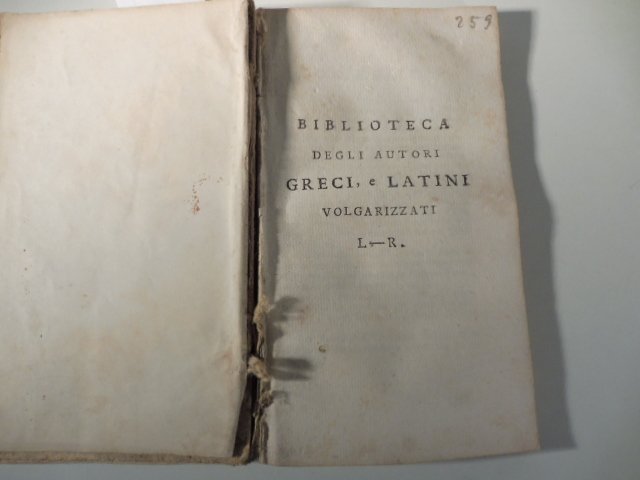 259
BIBLIOTECA
DEGLI AUTORI
GRECI, e LATINI
VOLGARIZZATI
L—R.